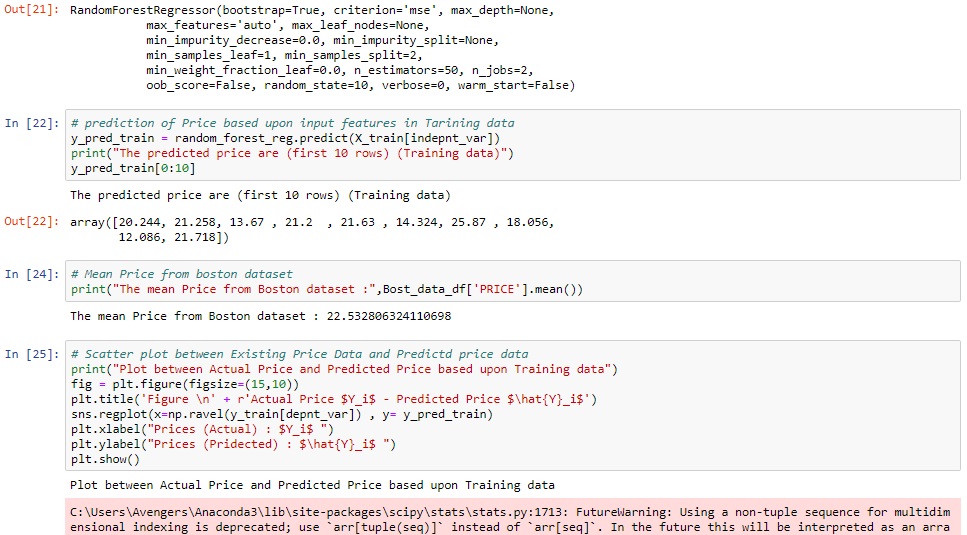 Out[21]: RandomForestRegressor(bootstrap=True, criterion='mse', max_depth=None,
max_features='auto', max_leaf_nodes=None,
min_impurity_decrease=0.0, min_impurity_split=None,
min_samples_leaf=1, min_samples_split=2,
min_weight_fraction_leaf=0.0, n_estimators=50, n_jobs=2,
oob_score=False, random_state=10, verbose=0, warm_start=False)
In [22]: # prediction of Price based upon input features in Tarining data
y_pred_train = random_forest_reg.predict(X_train[indepnt_var])
print("The predicted price are (first 10 rows) (Training data)")
y_pred_train[0:10]
The predicted price are (first 10 rows) (Training data)
Out[22]: array([20.244, 21.258, 13.67 , 21.2  , 21.63 , 14.324, 25.87 , 18.056,
12.086, 21.718])
In [24]: # Mean Price from boston dataset
print("The mean Price from Boston dataset :",Bost_data_df['PRICE'].mean())
The mean Price from Boston dataset : 22.532806324110698
In [25]: # Scatter plot between Existing Price Data and Predictd price data
print("Plot between Actual Price and Predicted Price based upon Training data")
fig = plt.figure(figsize=(15,10))
plt.title('Figure \n' + r'Actual Price $Y_i$ - Predicted Price $\hat{Y}_i$')
sns.regplot(x=np.ravel(y_train[depnt_var]) , y= y_pred_train)
plt.xlabel("Prices (Actual) : $Y_i$ ")
plt.ylabel("Prices (Pridected) : $\hat{Y}_i$ ")
plt.show()
Plot between Actual Price and Predicted Price based upon Training data
C:\Users\Avengers\Anaconda3\lib\site-packages\scipy\stats\stats.py:1713: FutureWarning: Using a non-tuple sequence for multidim
ensional indexing is deprecated; use `arr[tuple(seq)]` instead of `arr[seq]`. In the future this will be interpreted as an arra